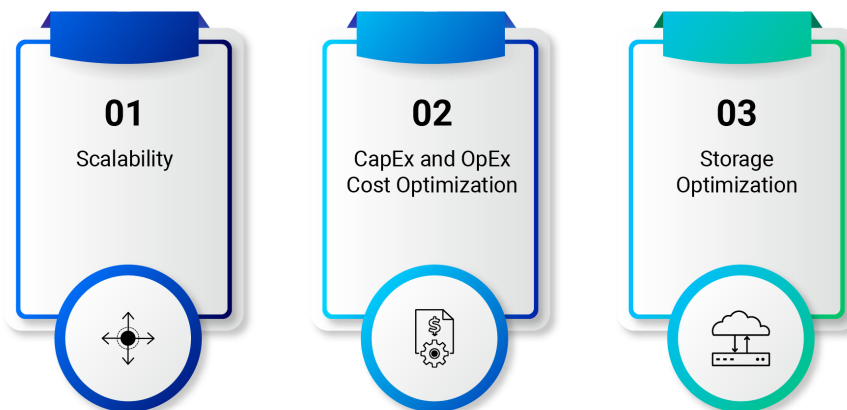 01
Scalability
02
CapEx and OpEx
Cost Optimization
03
Storage
Optimization
$